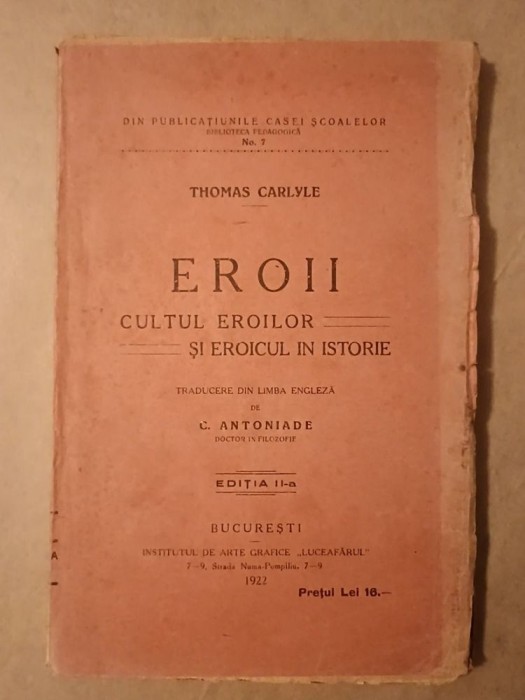 DIN PUBLICAȚIUNILE CASEI ȘCOALELOR
BIBLIOTECA PEDAGOGICĂ
No. 7
THOMAS CARLYLE
EROII
CULTUL EROILOR
ȘI EROICUL IN ISTORIE
TRADUCERE DIN LIMBA ENGLEZĂ
DE
C. ANTONIADE
DOCTOR IN FILOZOFIE
EDIȚIA II-a
BUCUREȘTI
INSTITUTUL DE ARTE GRAFICE „LUCEAFĂRUL"
7—9, Strada Numa-Pompiliu, 7—9
1922
Prețul Lei 16.—
A